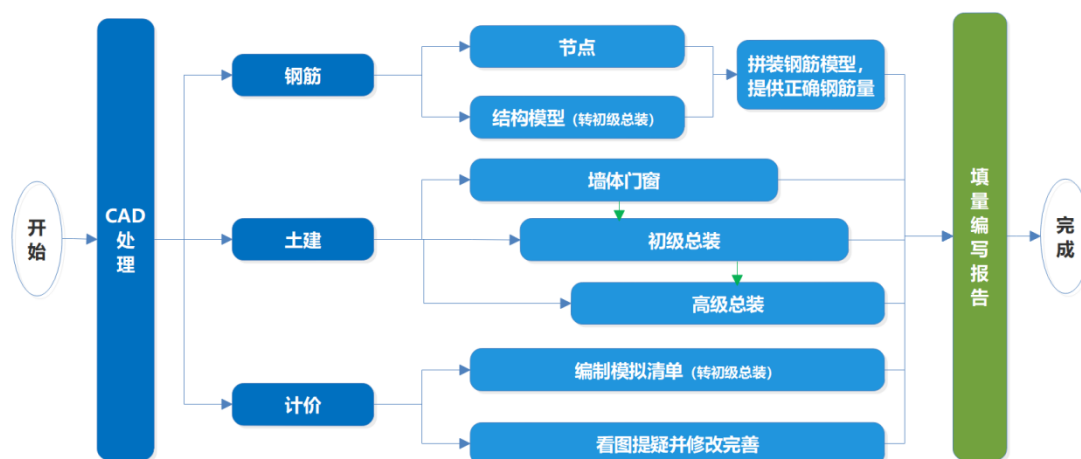 开
始
CAD
处
理
钢筋
节点
结构模型（转初级总装）
拼装钢筋模型，
提供正确钢筋量
土建
墙体门窗
初级总装
高级总装
计价
编制模拟清单（转初级总装）
看图提疑并修改完善
填
量
编
写
报
告
完
成